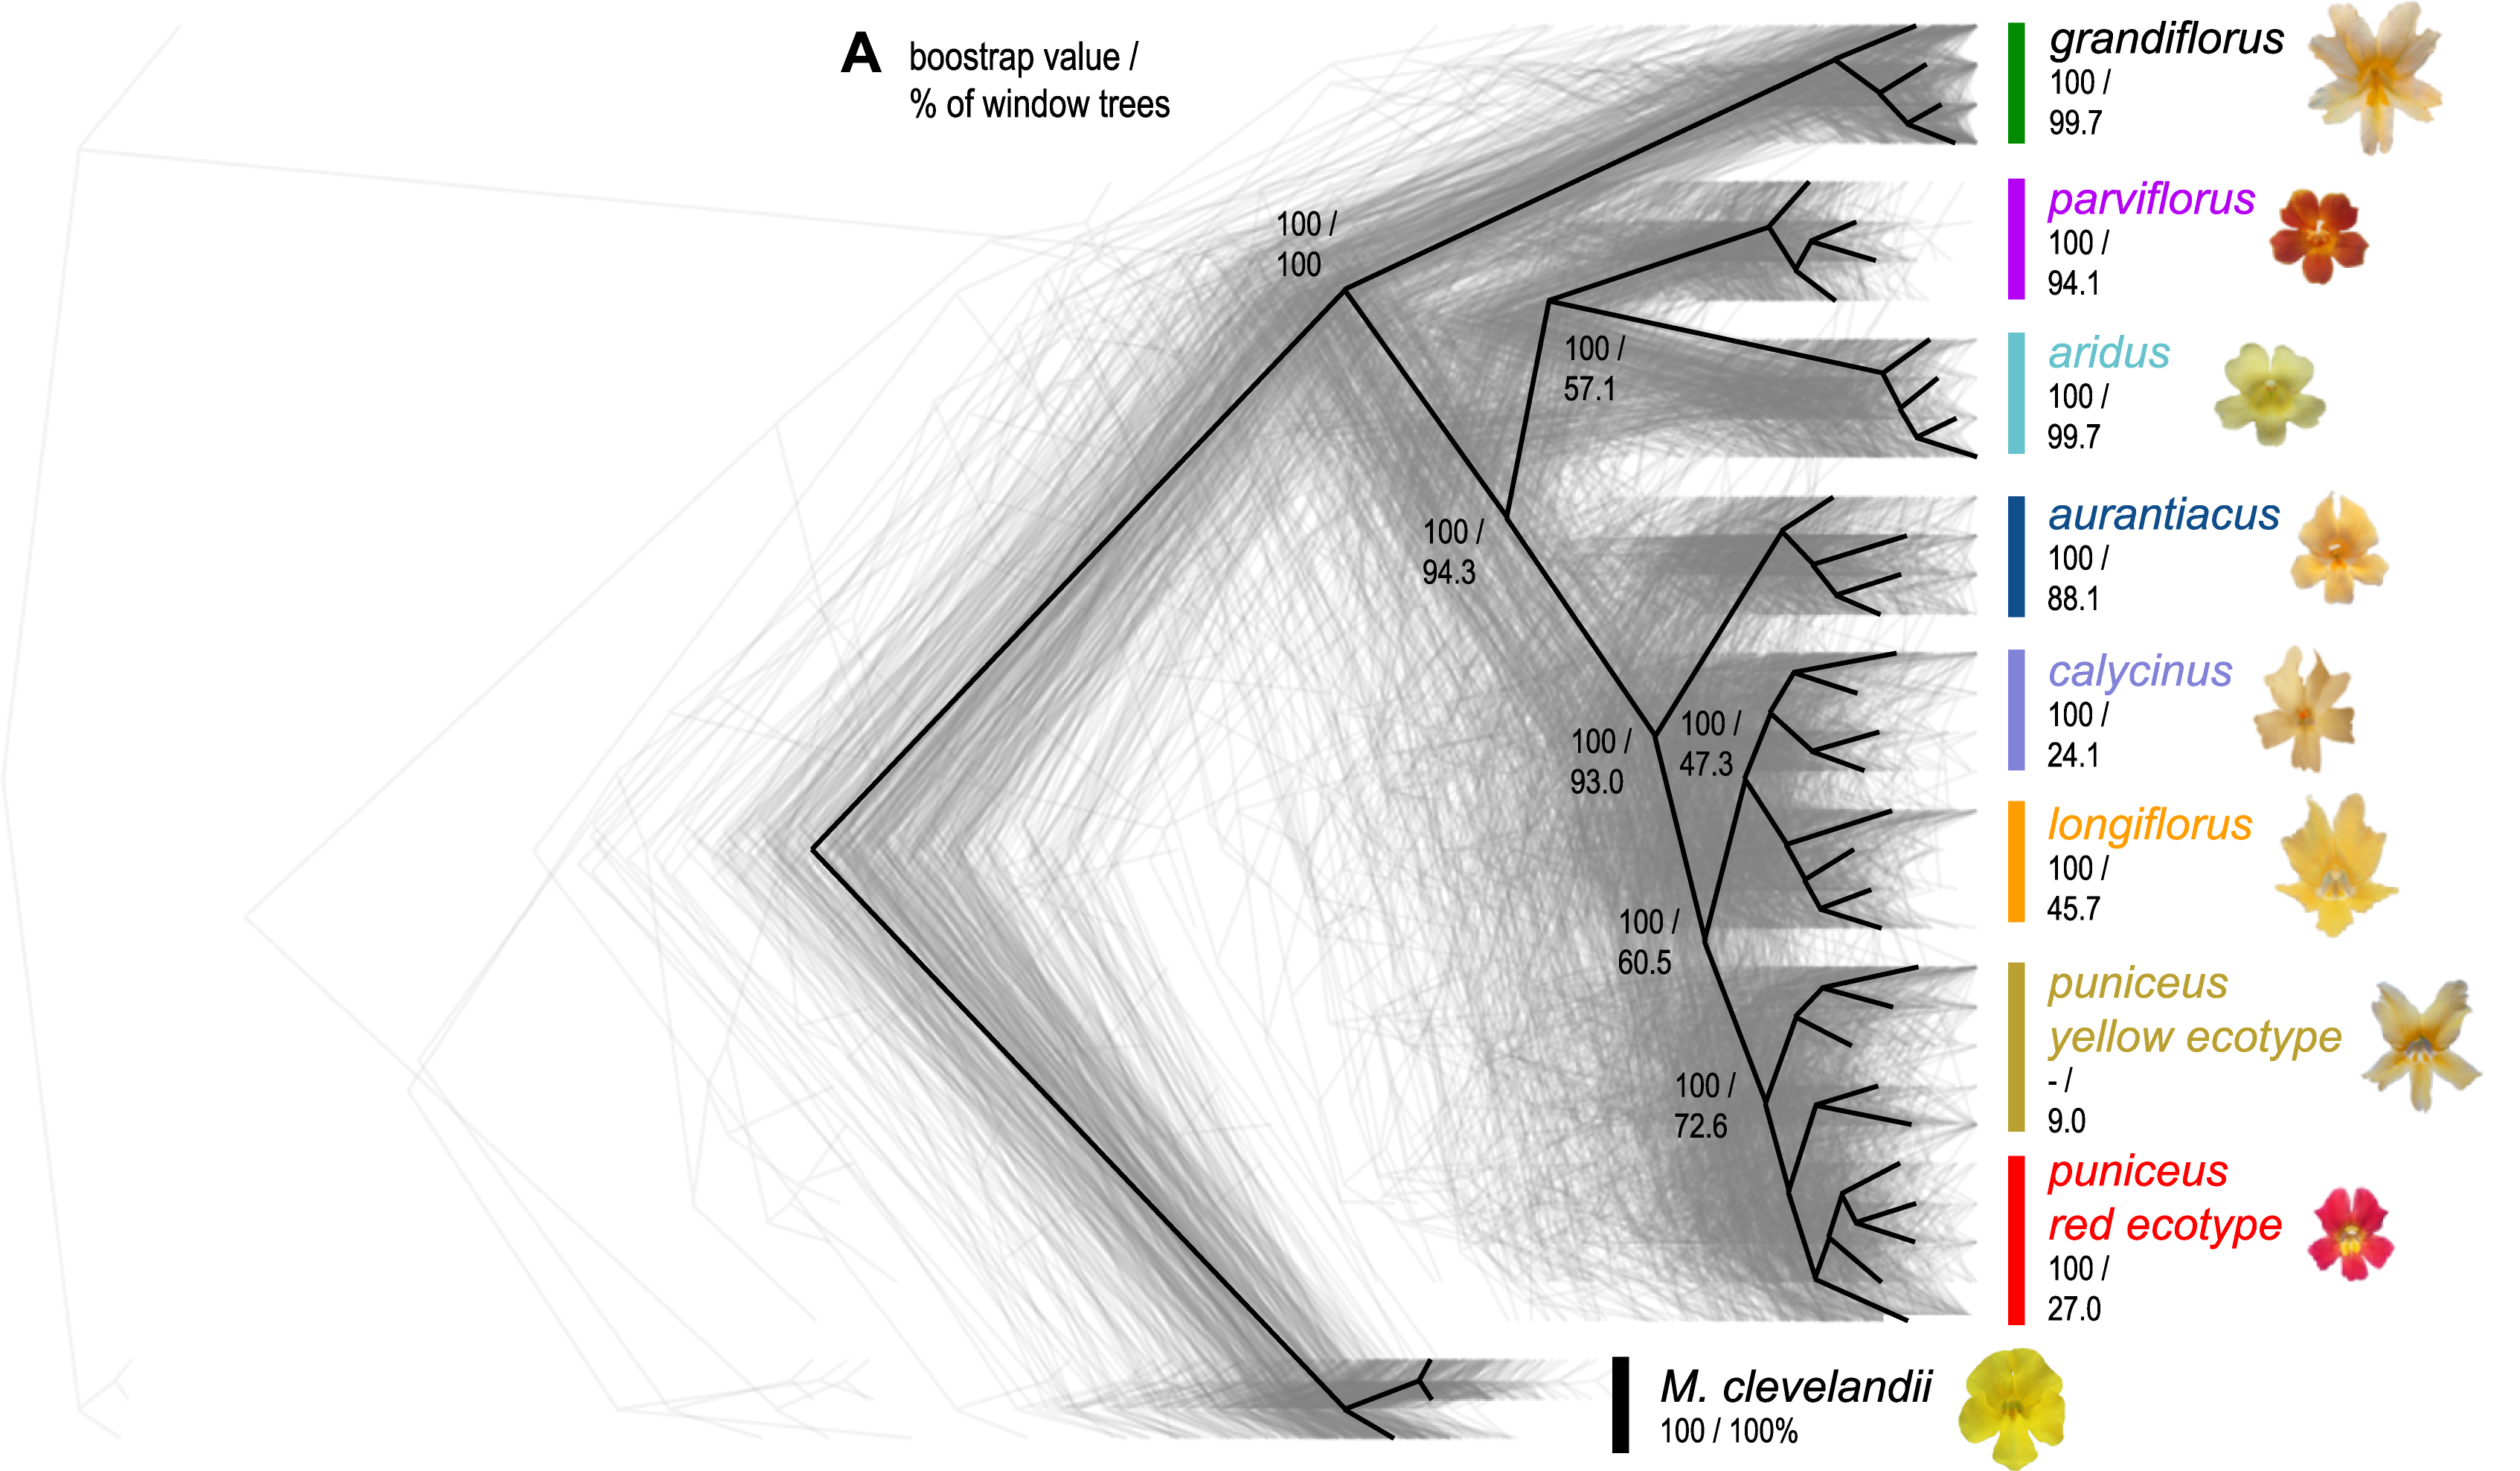 A
boostrap value /
% of window trees
100 /
100
100 /
57.1
100 /
94.3
100 /
93.0
100 /
47.3
100 /
60.5
100 /
72.6
grandiflorus
100 /
99.7
parviflorus
100 /
94.1
aridus
100 /
99.7
aurantiacus
100 /
88.1
calycinus
100 /
24.1
longiflorus
100 /
45.7
puniceus
yellow ecotype
- /
9.0
puniceus
red ecotype
100 /
27.0
M. clevelandii
100 / 100%